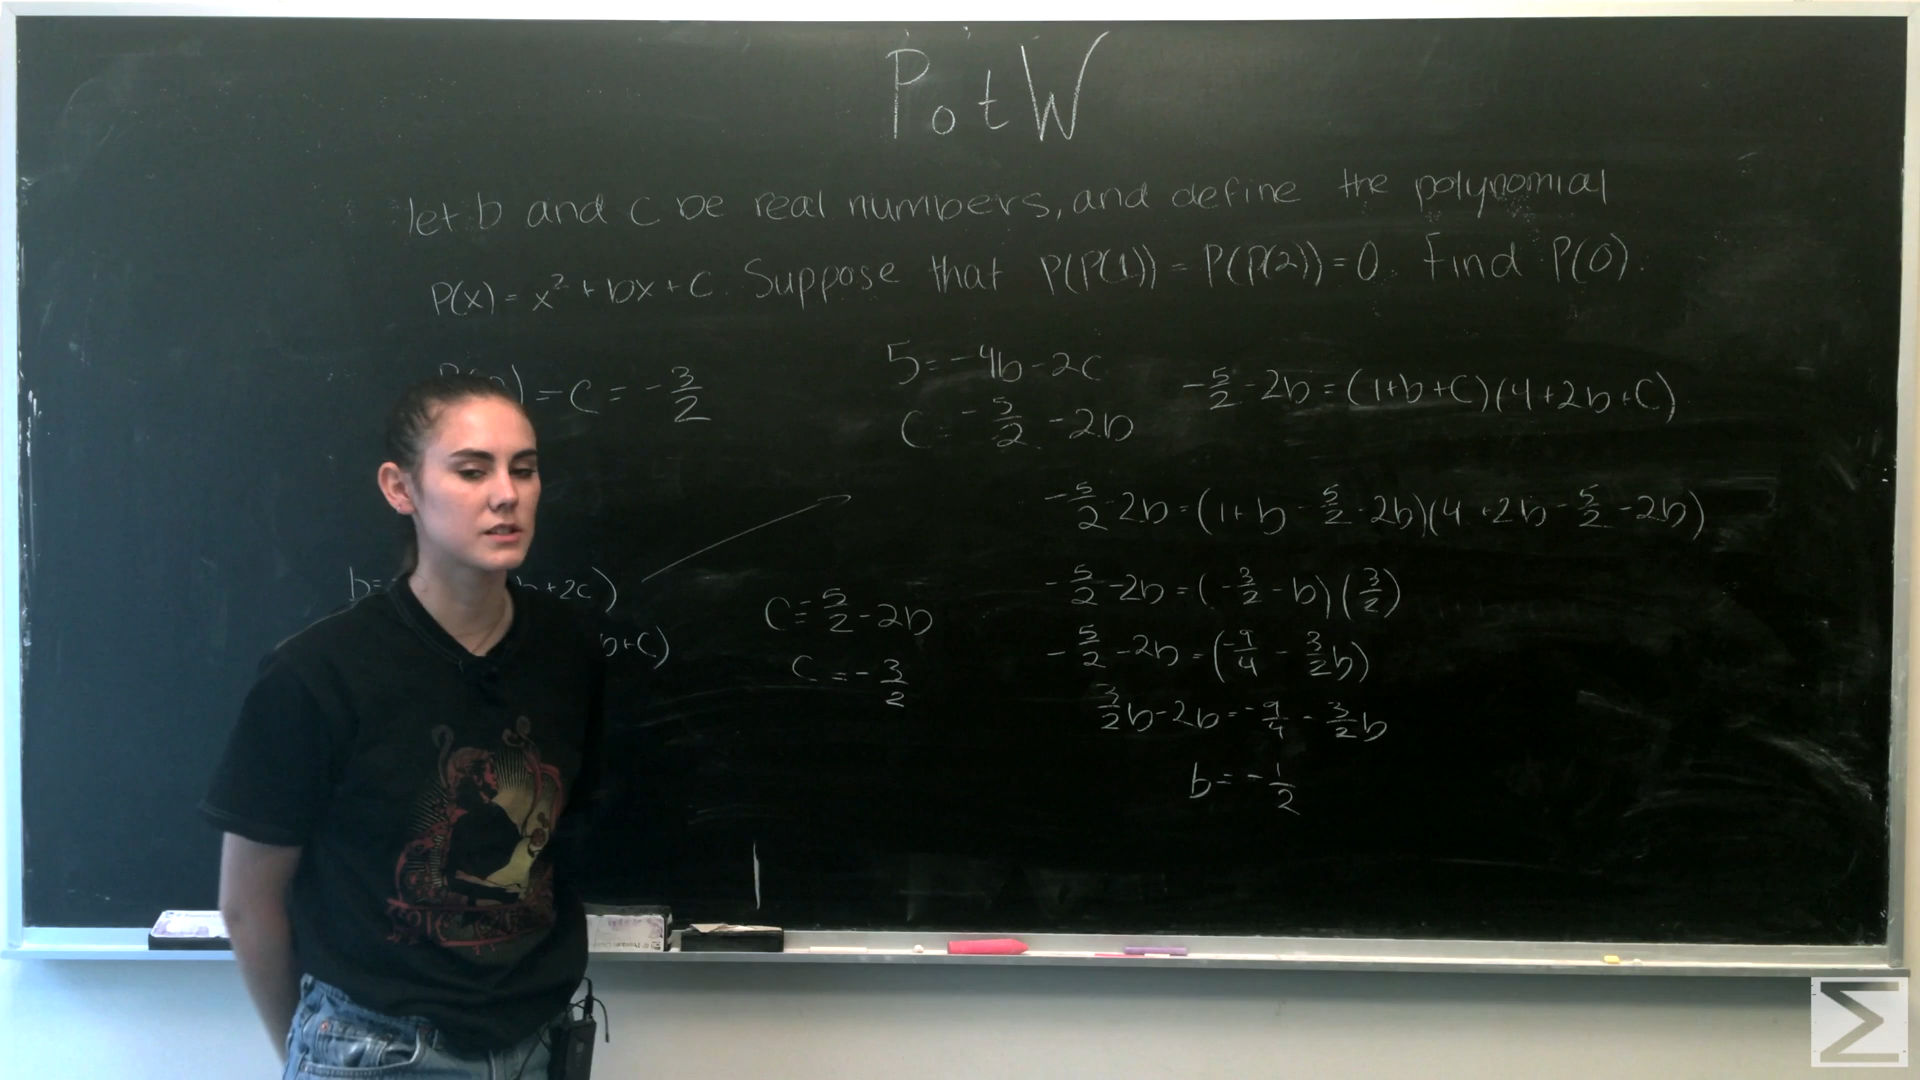 PotW
let b and c be real numbers, and define the polynomial
P(x) = x² + bx + c. Suppose that P(P(1)) = P(P(2)) = 0. Find P(0).
) = C = -3/2
5 = -4b - 2c
C = -5/2 - 2b
-5/2 - 2b = (1+b+c)(4+2b+c)
-5/2 - 2b = (1+b - 5/2 - 2b)(4 + 2b - 5/2 - 2b)
b =
+2c)
b+c)
C = 5/2 - 2b
C = -3/2
-5/2 - 2b = (-3/2 - b)(3/2)
-5/2 - 2b = (-9/4 - 3/2b)
3/2b - 2b = -9/4 - 3/2b
b = -1/2
Σ